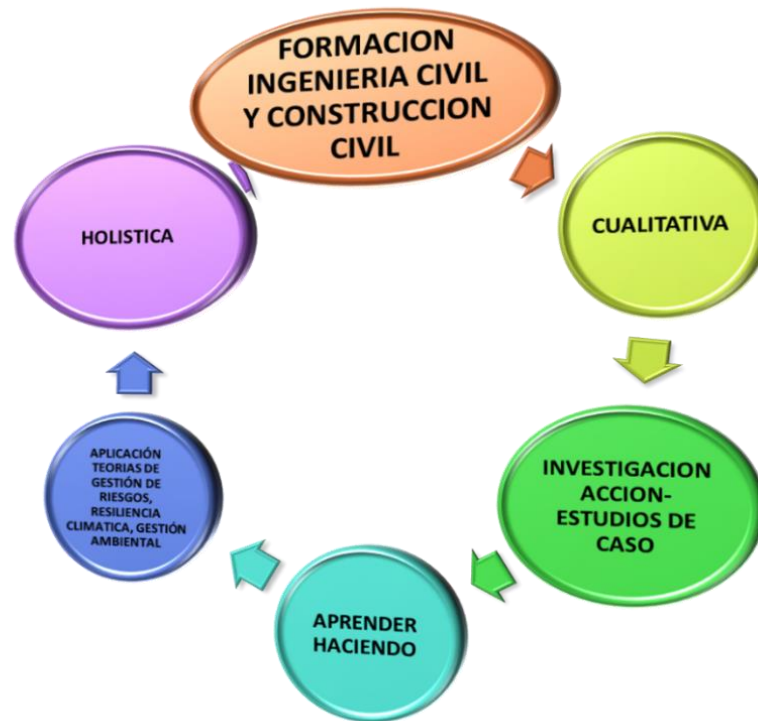 FORMACION
INGENIERIA CIVIL
Y CONSTRUCCION
CIVIL
CUALITATIVA
INVESTIGACION
ACCION-
ESTUDIOS DE
CASO
APRENDER
HACIENDO
APLICACIÓN
TEORIAS DE
GESTIÓN DE
RIESGOS,
RESILIENCIA
CLIMATICA, GESTIÓN
AMBIENTAL
HOLISTICA